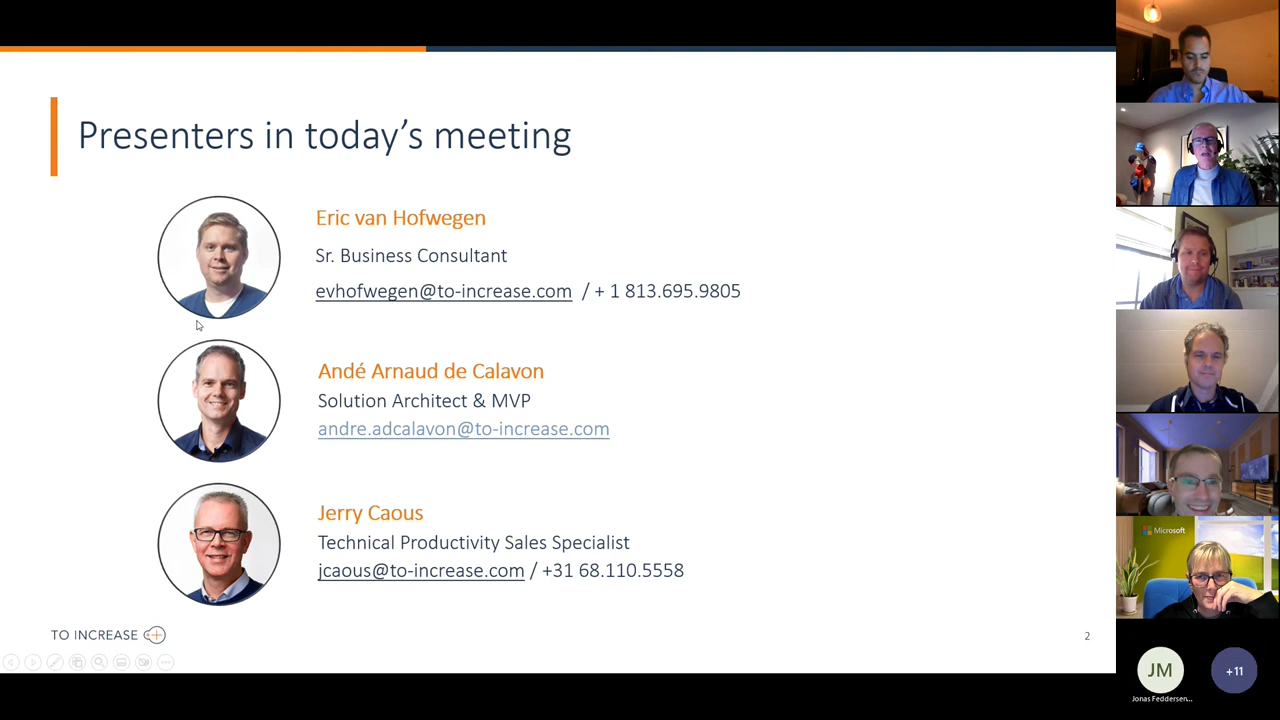 Presenters in today's meeting
Eric van Hofwegen
Sr. Business Consultant
evhofwegen@to-increase.com / + 1 813.695.9805
Andé Arnaud de Calavon
Solution Architect & MVP
andre.adcalavon@to-increase.com
Jerry Caous
Technical Productivity Sales Specialist
jcaous@to-increase.com / +31 68.110.5558
TO INCREASE
2
Microsoft
JM
+11
Jonas Feddersen...